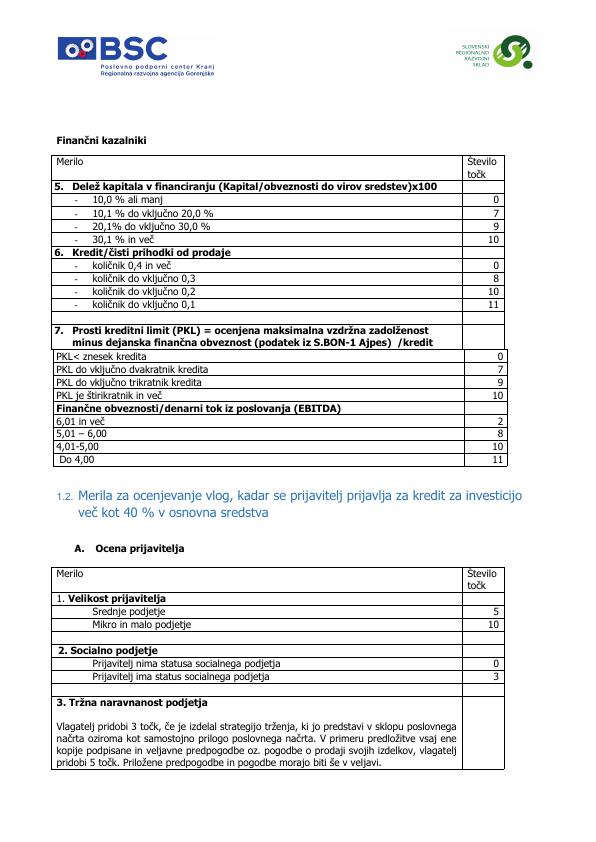 BSC
Poslovno podporni center Kranj
Regionalna razvojna agencija Gorenjske
SLOVENSKI
REGIONALNO
RAZVOJNI
SKLAD
Finančni kazalniki
Merilo Število
točk
5. Delež kapitala v financiranju (Kapital/obveznosti do virov sredstev)x100
- 10,0 % ali manj 0
- 10,1 % do vključno 20,0 % 7
- 20,1% do vključno 30,0 % 9
- 30,1 % in več 10
6. Kredit/čisti prihodki od prodaje
- količnik 0,4 in več 0
- količnik do vključno 0,3 8
- količnik do vključno 0,2 10
- količnik do vključno 0,1 11
7. Prosti kreditni limit (PKL) = ocenjena maksimalna vzdržna zadolženost
minus dejanska finančna obveznost (podatek iz S.BON-1 Ajpes) /kredit
PKL< znesek kredita 0
PKL do vključno dvakratnik kredita 7
PKL do vključno trikratnik kredita 9
PKL je štirikratnik in več 10
Finančne obveznosti/denarni tok iz poslovanja (EBITDA)
6,01 in več 2
5,01 – 6,00 8
4,01-5,00 10
Do 4,00 11
1.2. Merila za ocenjevanje vlog, kadar se prijavitelj prijavlja za kredit za investicijo
več kot 40 % v osnovna sredstva
A. Ocena prijavitelja
Merilo Število
točk
1. Velikost prijavitelja
Srednje podjetje 5
Mikro in malo podjetje 10
2. Socialno podjetje
Prijavitelj nima statusa socialnega podjetja 0
Prijavitelj ima status socialnega podjetja 3
3. Tržna naravnanost podjetja
Vlagatelj pridobi 3 točk, če je izdelal strategijo trženja, ki jo predstavi v sklopu poslovnega
načrta oziroma kot samostojno prilogo poslovnega načrta. V primeru predložitve vsaj ene
kopije podpisane in veljavne predpogodbe oz. pogodbe o prodaji svojih izdelkov, vlagatelj
pridobi 5 točk. Priložene predpogodbe in pogodbe morajo biti še v veljavi.